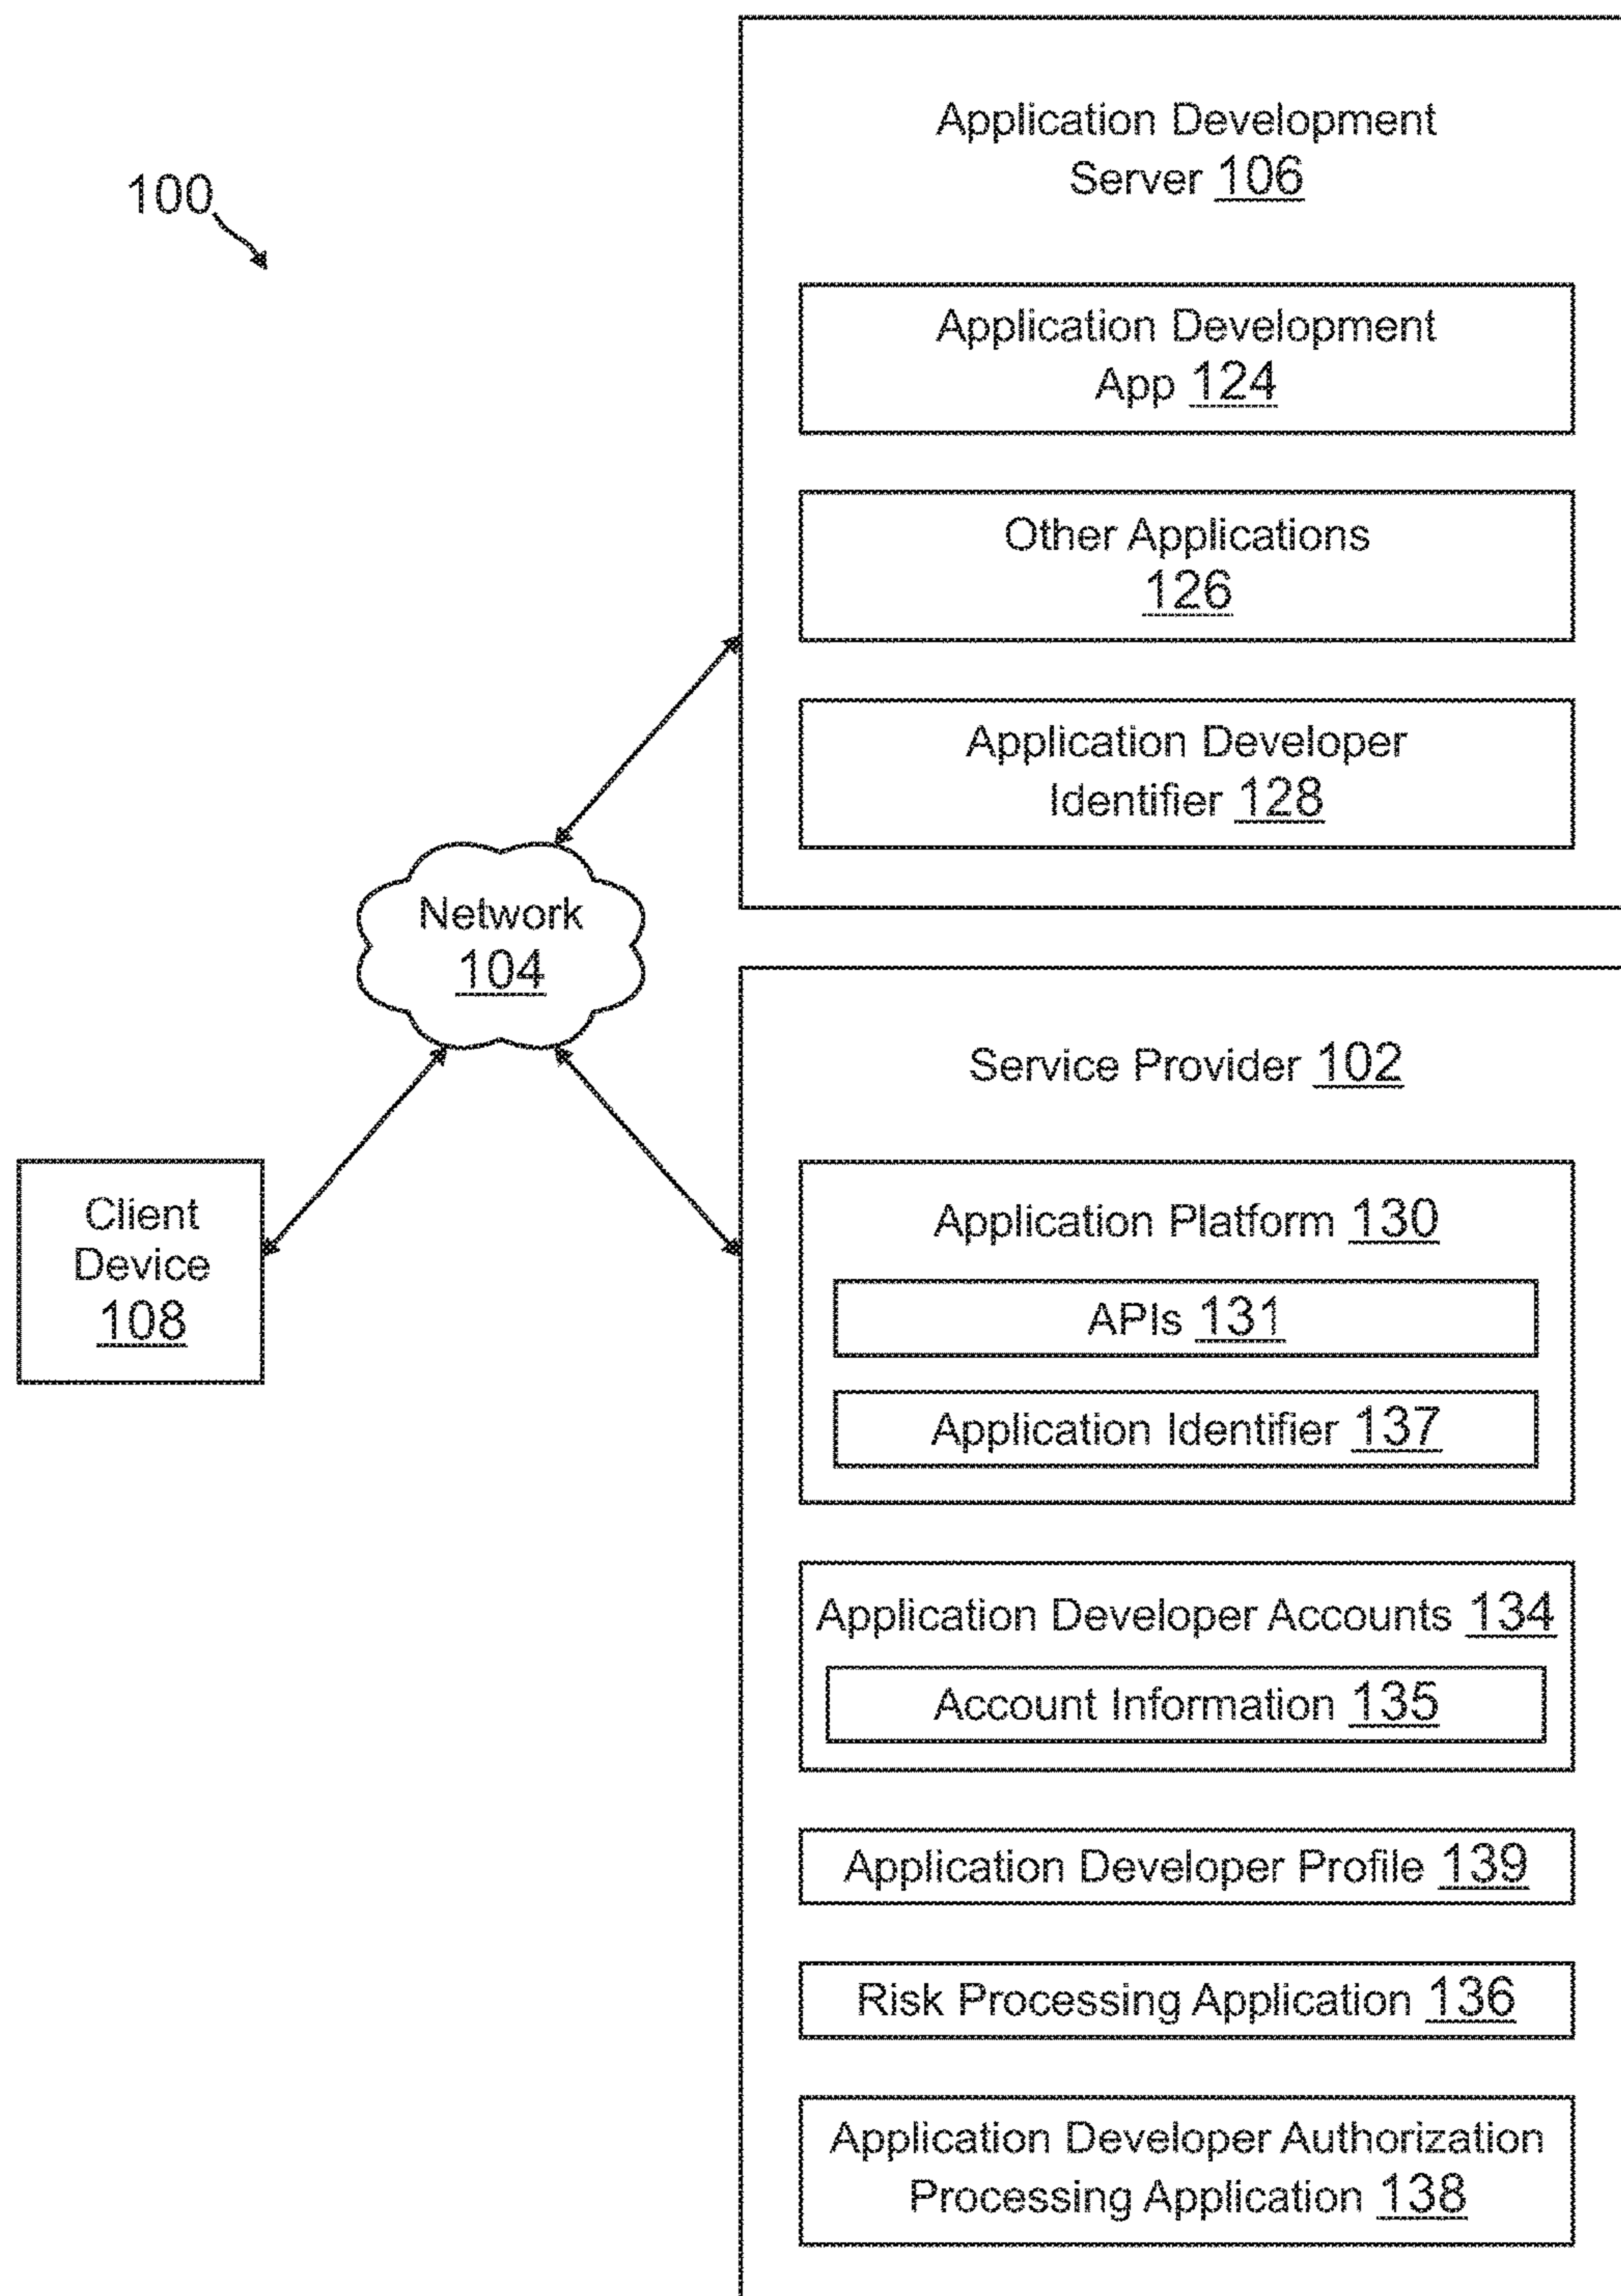 100
Application Development
Server 106
Application Development
App 124
Other Applications
126
Application Developer
Identifier 128
Network
104
Client
Device
108
Service Provider 102
Application Platform 130
APIs 131
Application Identifier 137
Application Developer Accounts 134
Account Information 135
Application Developer Profile 139
Risk Processing Application 136
Application Developer Authorization
Processing Application 138